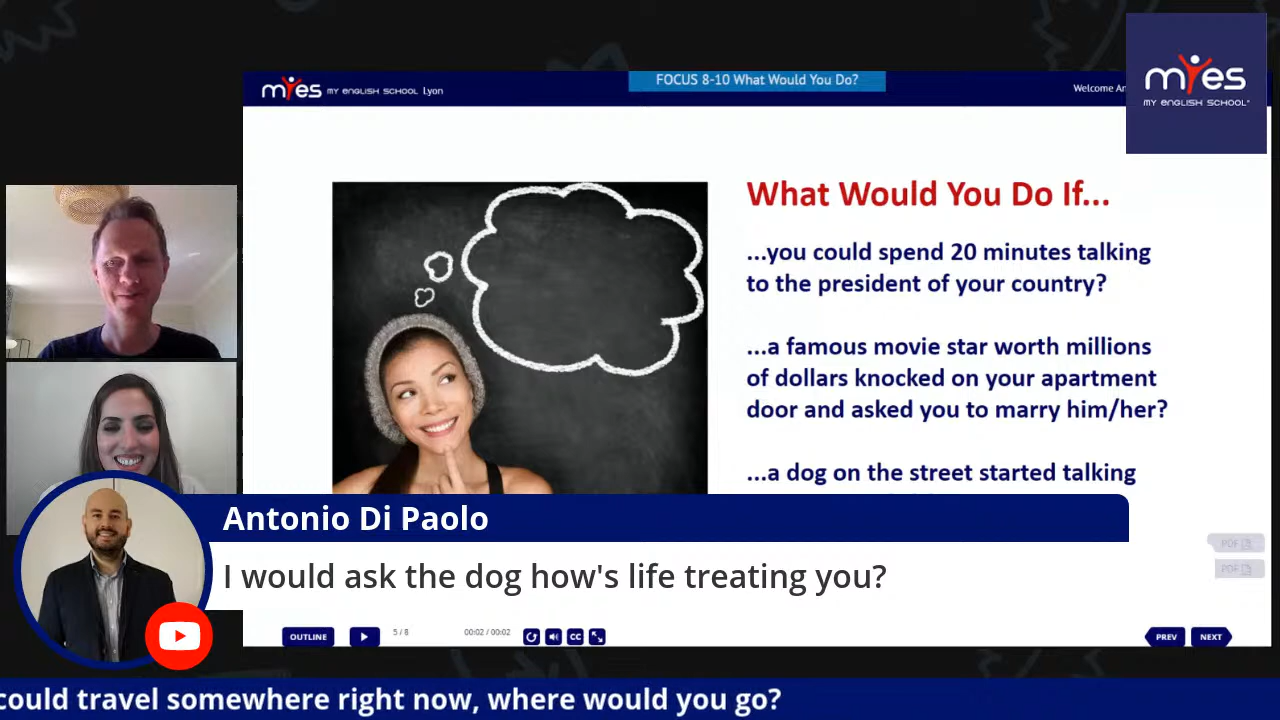 FOCUS 8-10 What Would You Do?
myes MY ENGLISH SCHOOL Lyon
Welcome
myes
MY ENGLISH SCHOOL
What Would You Do If...
...you could spend 20 minutes talking
to the president of your country?
...a famous movie star worth millions
of dollars knocked on your apartment
door and asked you to marry him/her?
...a dog on the street started talking
Antonio Di Paolo
I would ask the dog how's life treating you?
PDF
PDF
OUTLINE
5 / 8
00:02 / 00:02
CC
PREV
NEXT
could travel somewhere right now, where would you go?